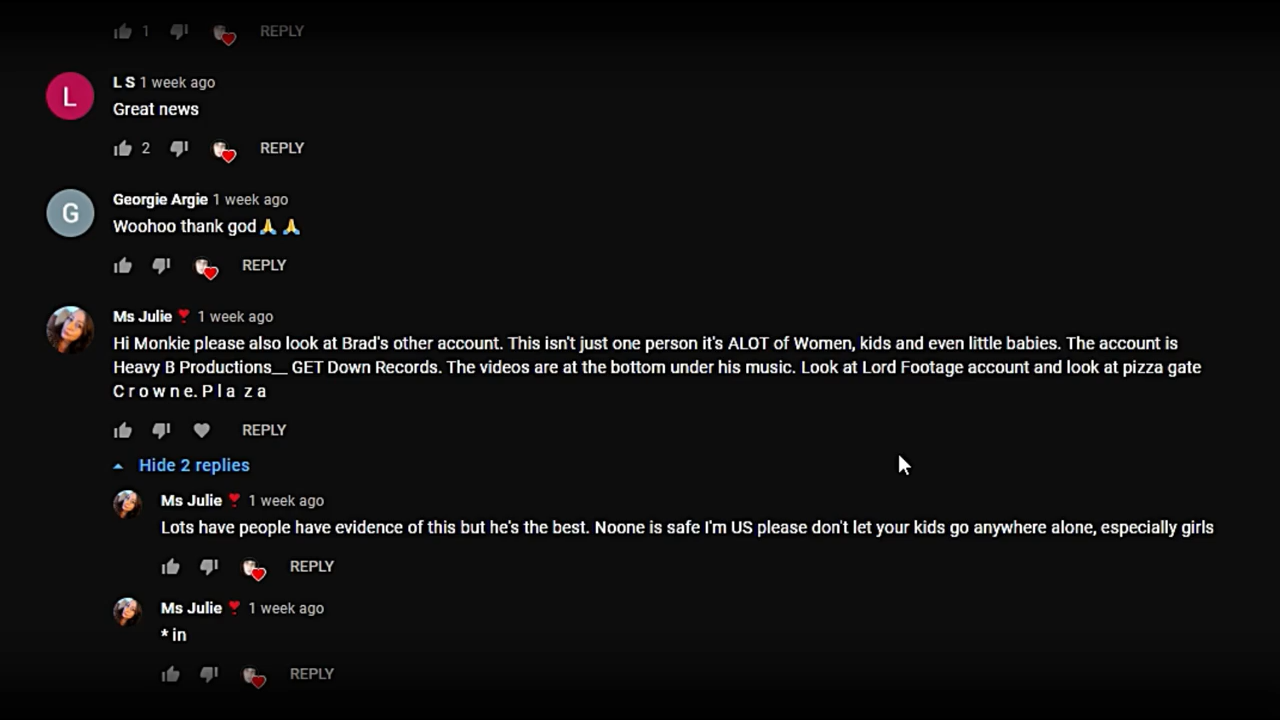 1 REPLY
L S 1 week ago
L
Great news
2 REPLY
Georgie Argie 1 week ago
G
Woohoo thank god🙏 🙏
REPLY
Ms Julie❣ 1 week ago
Hi Monkie please also look at Brad's other account. This isn't just one person it's ALOT of Women, kids and even little babies. The account is
Heavy B Productions__ GET Down Records. The videos are at the bottom under his music. Look at Lord Footage account and look at pizza gate
C r o w n e. P l a z a
REPLY
Hide 2 replies
Ms Julie❣ 1 week ago
Lots have people have evidence of this but he's the best. Noone is safe I'm US please don't let your kids go anywhere alone, especially girls
REPLY
Ms Julie❣ 1 week ago
* in
REPLY